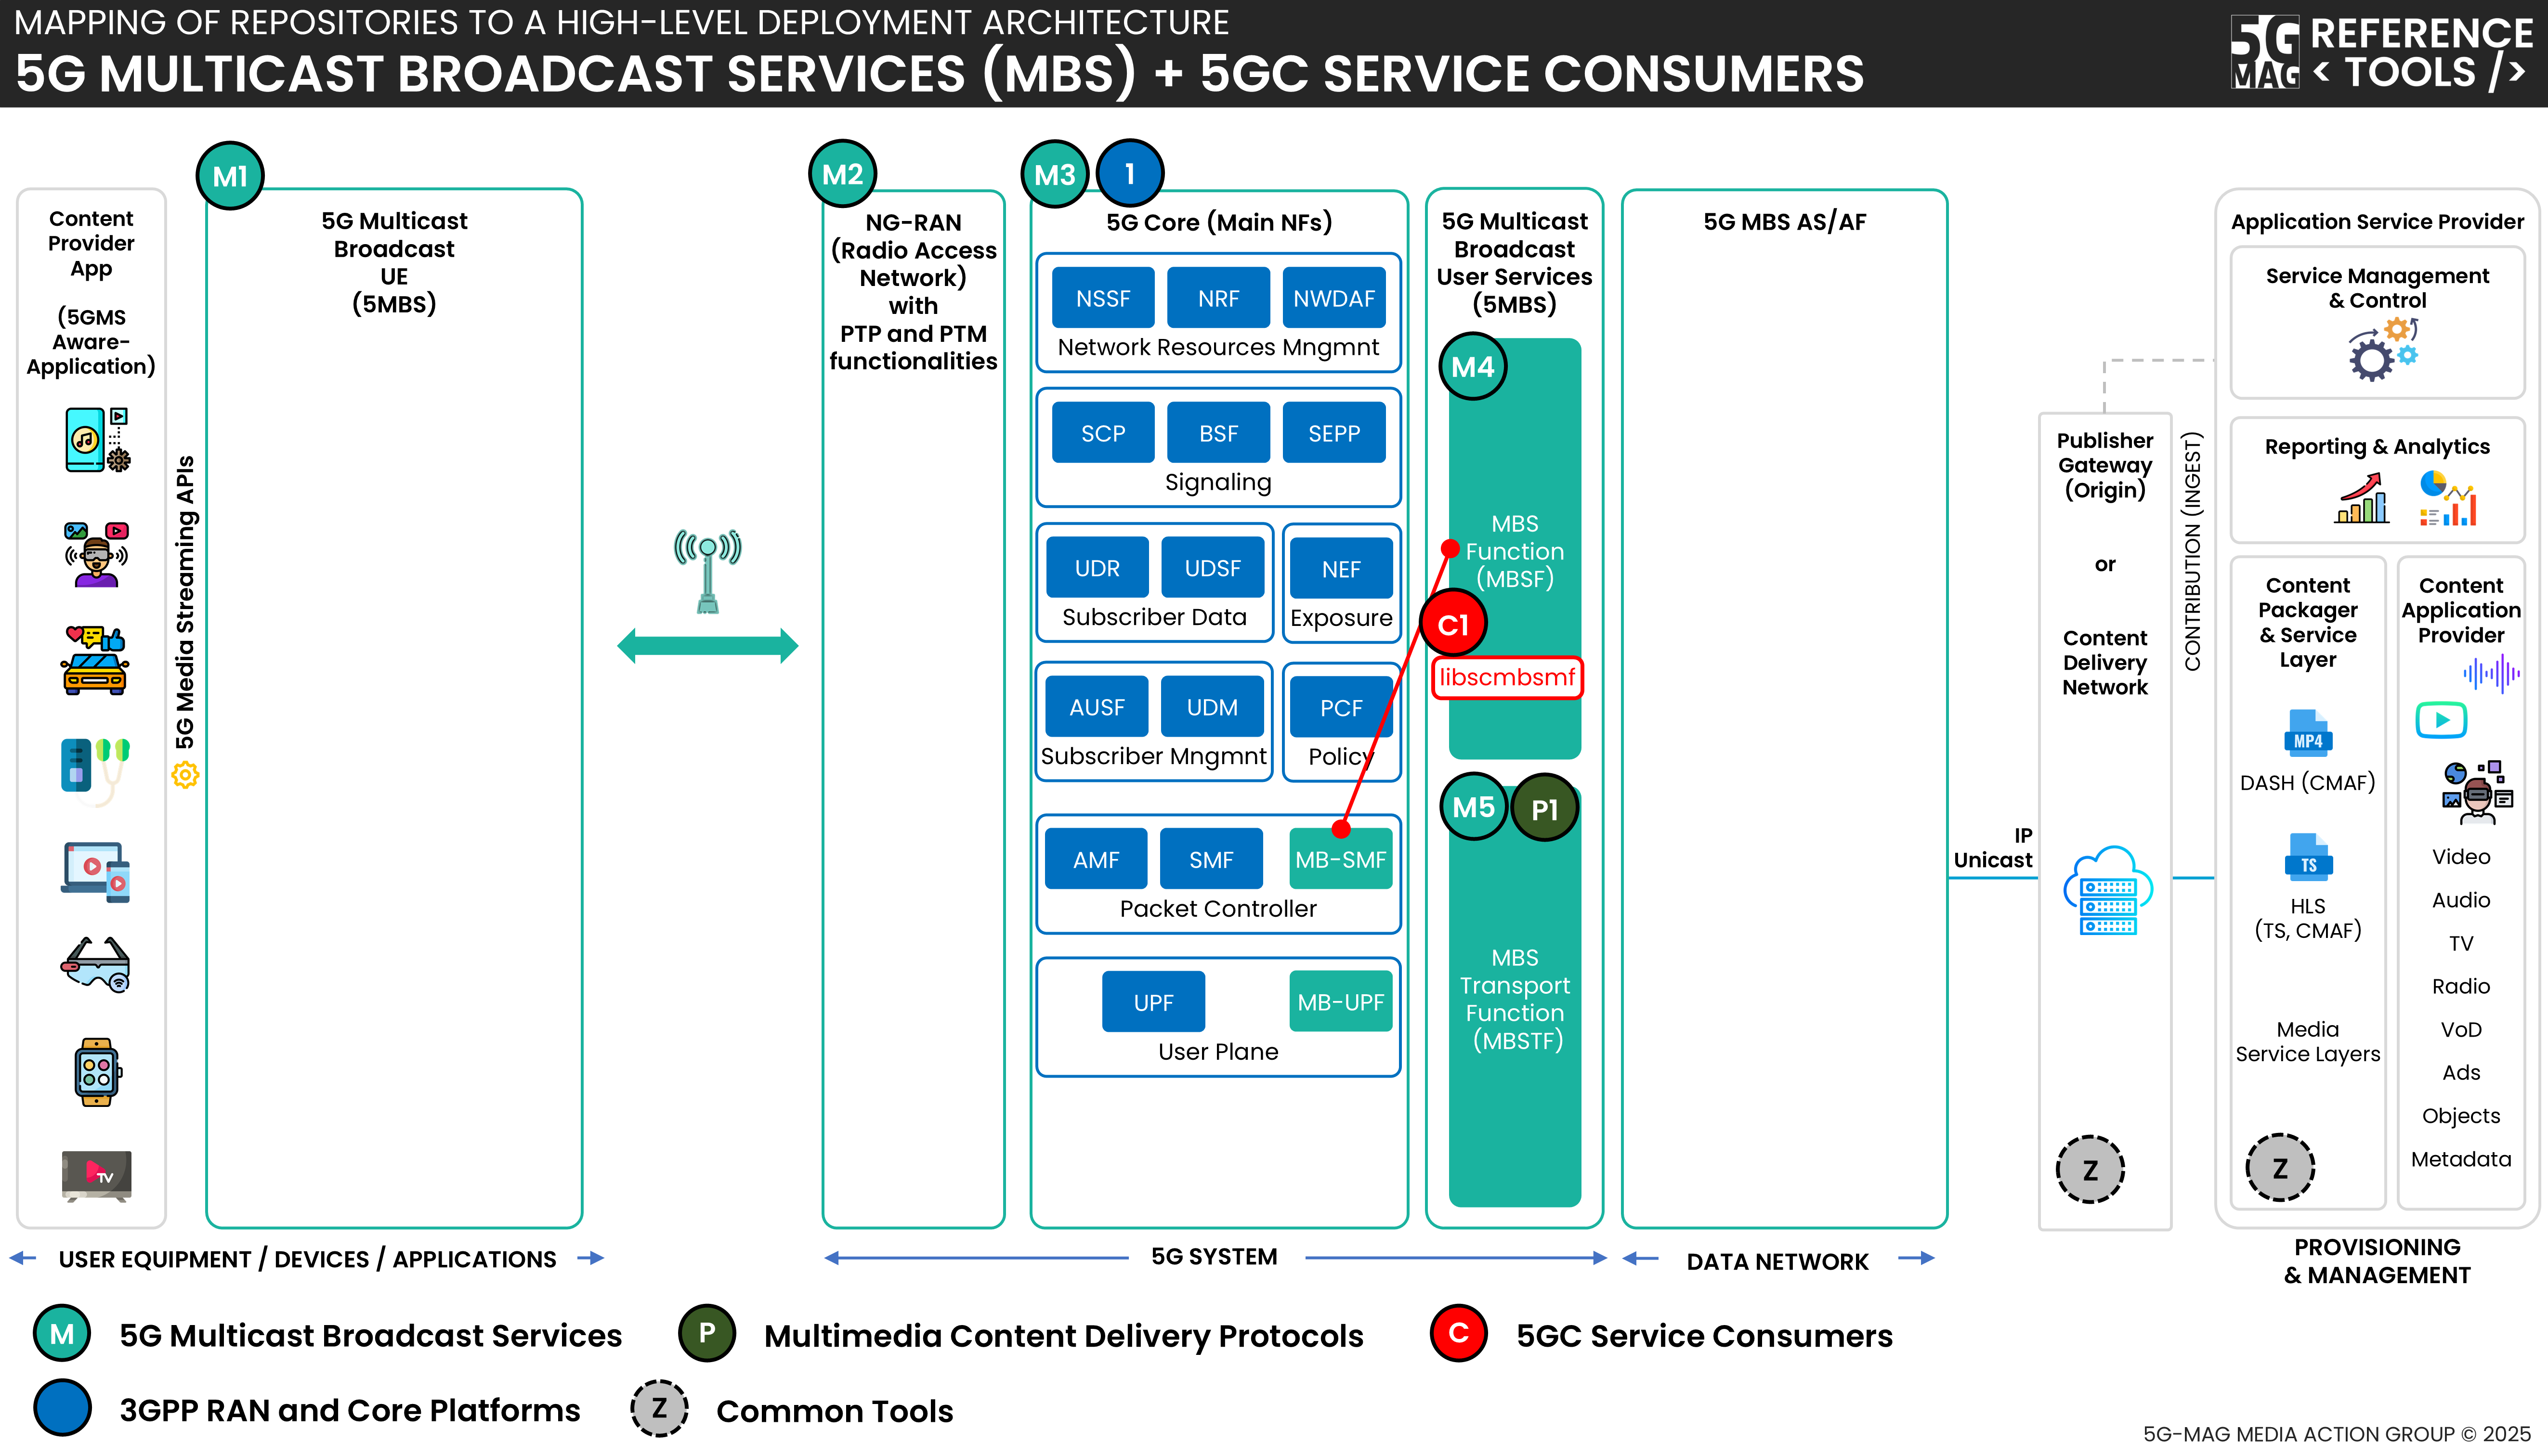 MAPPING OF REPOSITORIES TO A HIGH-LEVEL DEPLOYMENT ARCHITECTURE
5G MULTICAST BROADCAST SERVICES (MBS) + 5GC SERVICE CONSUMERS
5G
MAG
REFERENCE
< TOOLS />
Content
Provider
App
(5GMS
Aware-
Application)
TV
5G Media Streaming APIs
M1
5G Multicast
Broadcast
UE
(5MBS)
M2
NG-RAN
(Radio Access
Network)
with
PTP and PTM
functionalities
M3
1
5G Core (Main NFs)
NSSF
NRF
NWDAF
Network Resources Mngmnt
SCP
BSF
SEPP
Signaling
UDR
UDSF
Subscriber Data
NEF
Exposure
AUSF
UDM
Subscriber Mngmnt
PCF
Policy
AMF
SMF
MB-SMF
Packet Controller
UPF
MB-UPF
User Plane
5G Multicast
Broadcast
User Services
(5MBS)
M4
MBS
Function
(MBSF)
C1
libscmbsmf
M5
P1
MBS
Transport
Function
(MBSTF)
5G MBS AS/AF
IP
Unicast
Publisher
Gateway
(Origin)
or
Content
Delivery
Network
Z
CONTRIBUTION (INGEST)
Application Service Provider
Service Management
& Control
Reporting & Analytics
Content
Packager
& Service
Layer
MP4
DASH (CMAF)
TS
HLS
(TS, CMAF)
Media
Service Layers
Z
Content
Application
Provider
Video
Audio
TV
Radio
VoD
Ads
Objects
Metadata
USER EQUIPMENT / DEVICES / APPLICATIONS
5G SYSTEM
DATA NETWORK
PROVISIONING
& MANAGEMENT
M
5G Multicast Broadcast Services
P
Multimedia Content Delivery Protocols
C
5GC Service Consumers
3GPP RAN and Core Platforms
Z
Common Tools
5G-MAG MEDIA ACTION GROUP © 2025